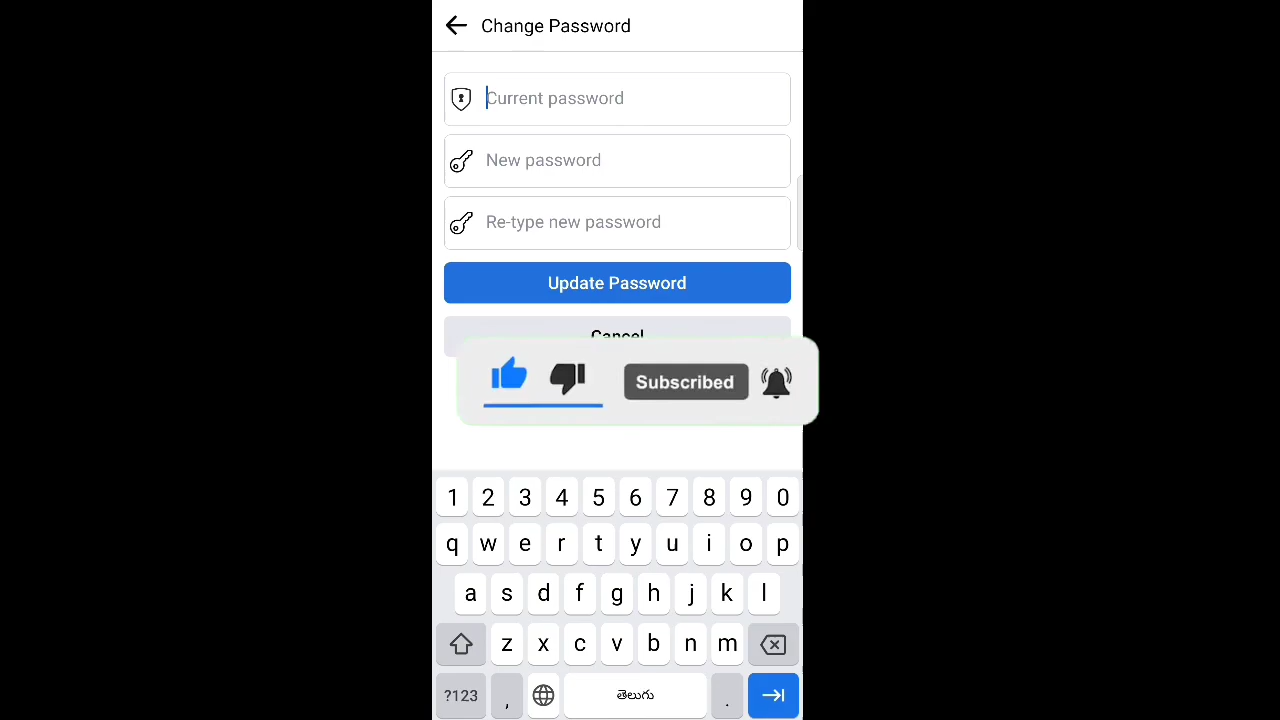 Change Password
Current password
New password
Re-type new password
Update Password
Cancel
Subscribed
1 2 3 4 5 6 7 8 9 0
q w e r t y u i o p
a s d f g h j k l
z x c v b n m
?123 , తెలుగు .